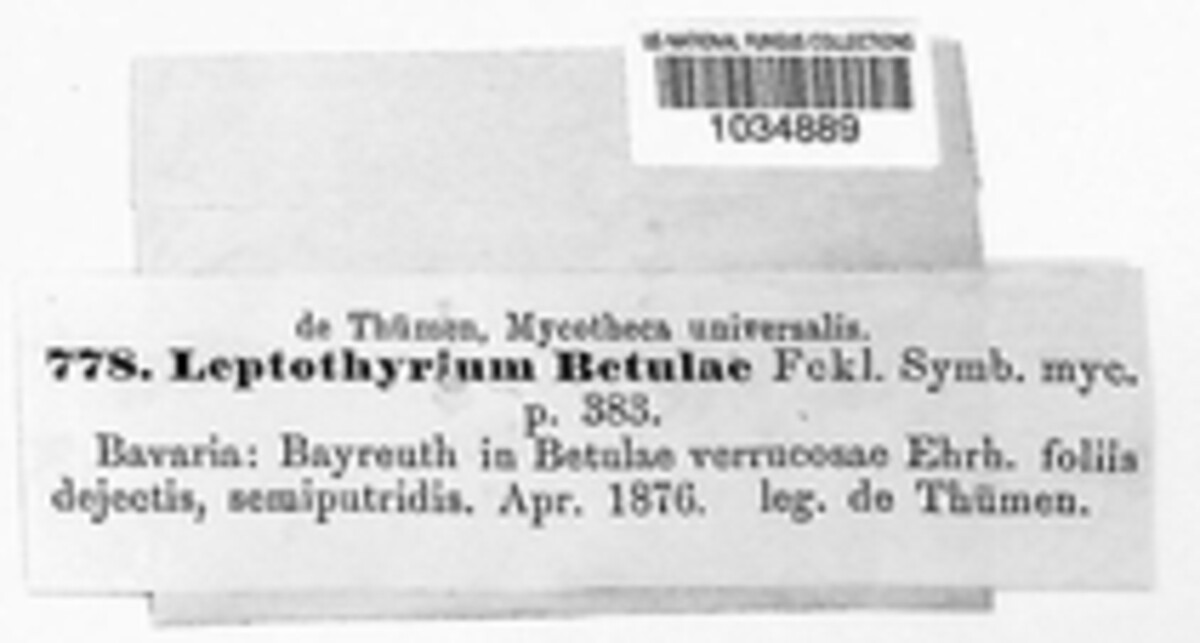 US NATIONAL FUNGUS COLLECTIONS
1034889
de Thümen, Mycotheca universalis.
778. Leptothyrium Betulae Fckl. Symb. myc.
p. 383.
Bavaria: Bayreuth in Betulae verrucosae Ehrh. foliis
dejectis, semiputridis. Apr. 1876. leg. de Thümen.